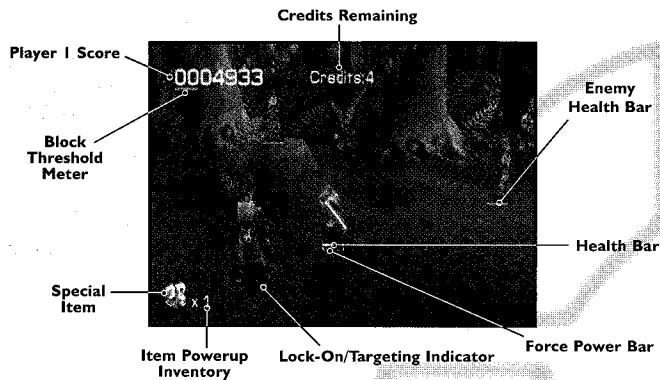 Credits Remaining
Player 1 Score
0004933
Credits:4
Enemy
Health Bar
Block
Threshold
Meter
Health Bar
Special
Item
x 1
Force Power Bar
Item Powerup
Inventory
Lock-On/Targeting Indicator